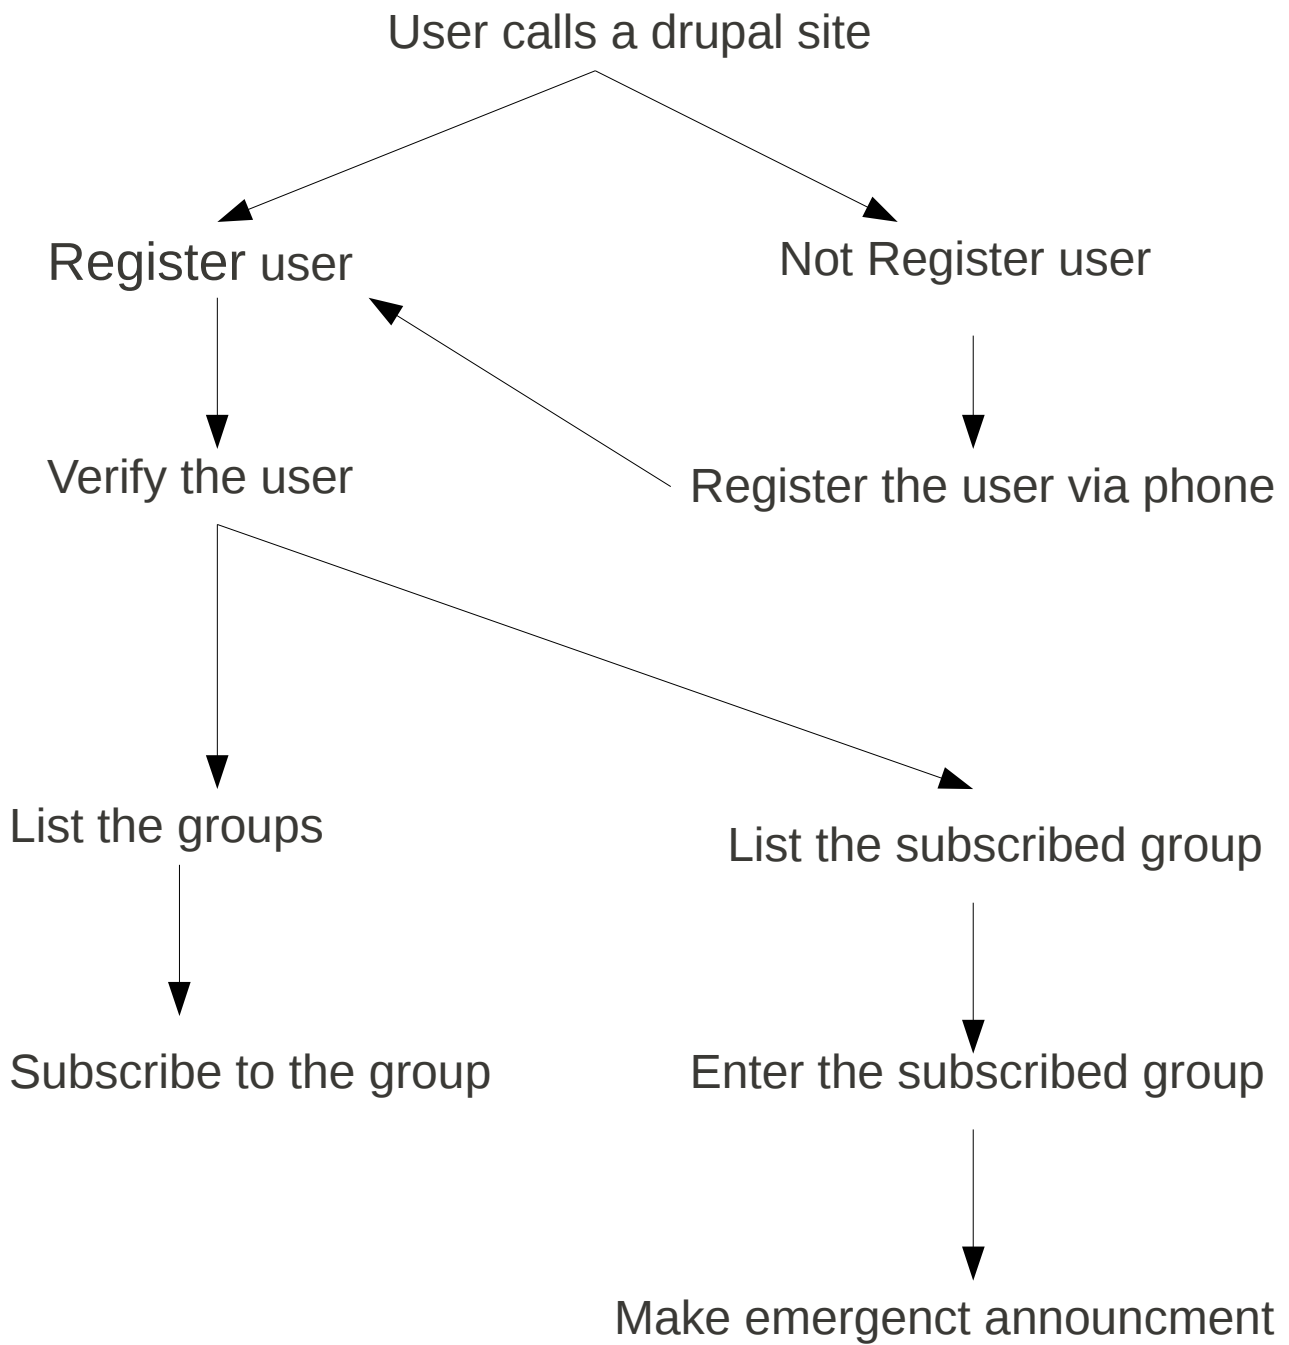 User calls a drupal site
Register user
Not Register user
Verify the user
Register the user via phone
List the groups
List the subscribed group
Subscribe to the group
Enter the subscribed group
Make emergenct announcment